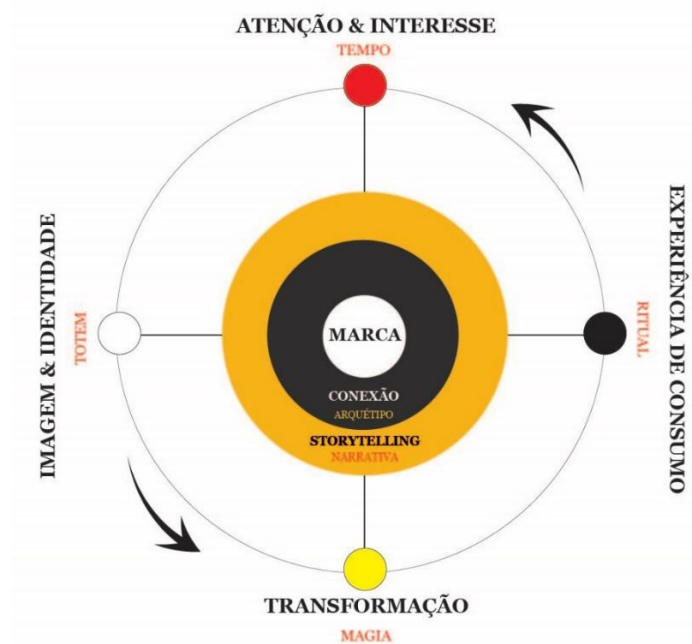 ATENÇÃO & INTERESSE
TEMPO
IMAGEM & IDENTIDADE
TOTEM
MARCA
CONEXÃO
ARQUÉTIPO
STORYTELLING
NARRATIVA
RITUAL
EXPERIÊNCIA DE CONSUMO
TRANSFORMAÇÃO
MAGIA